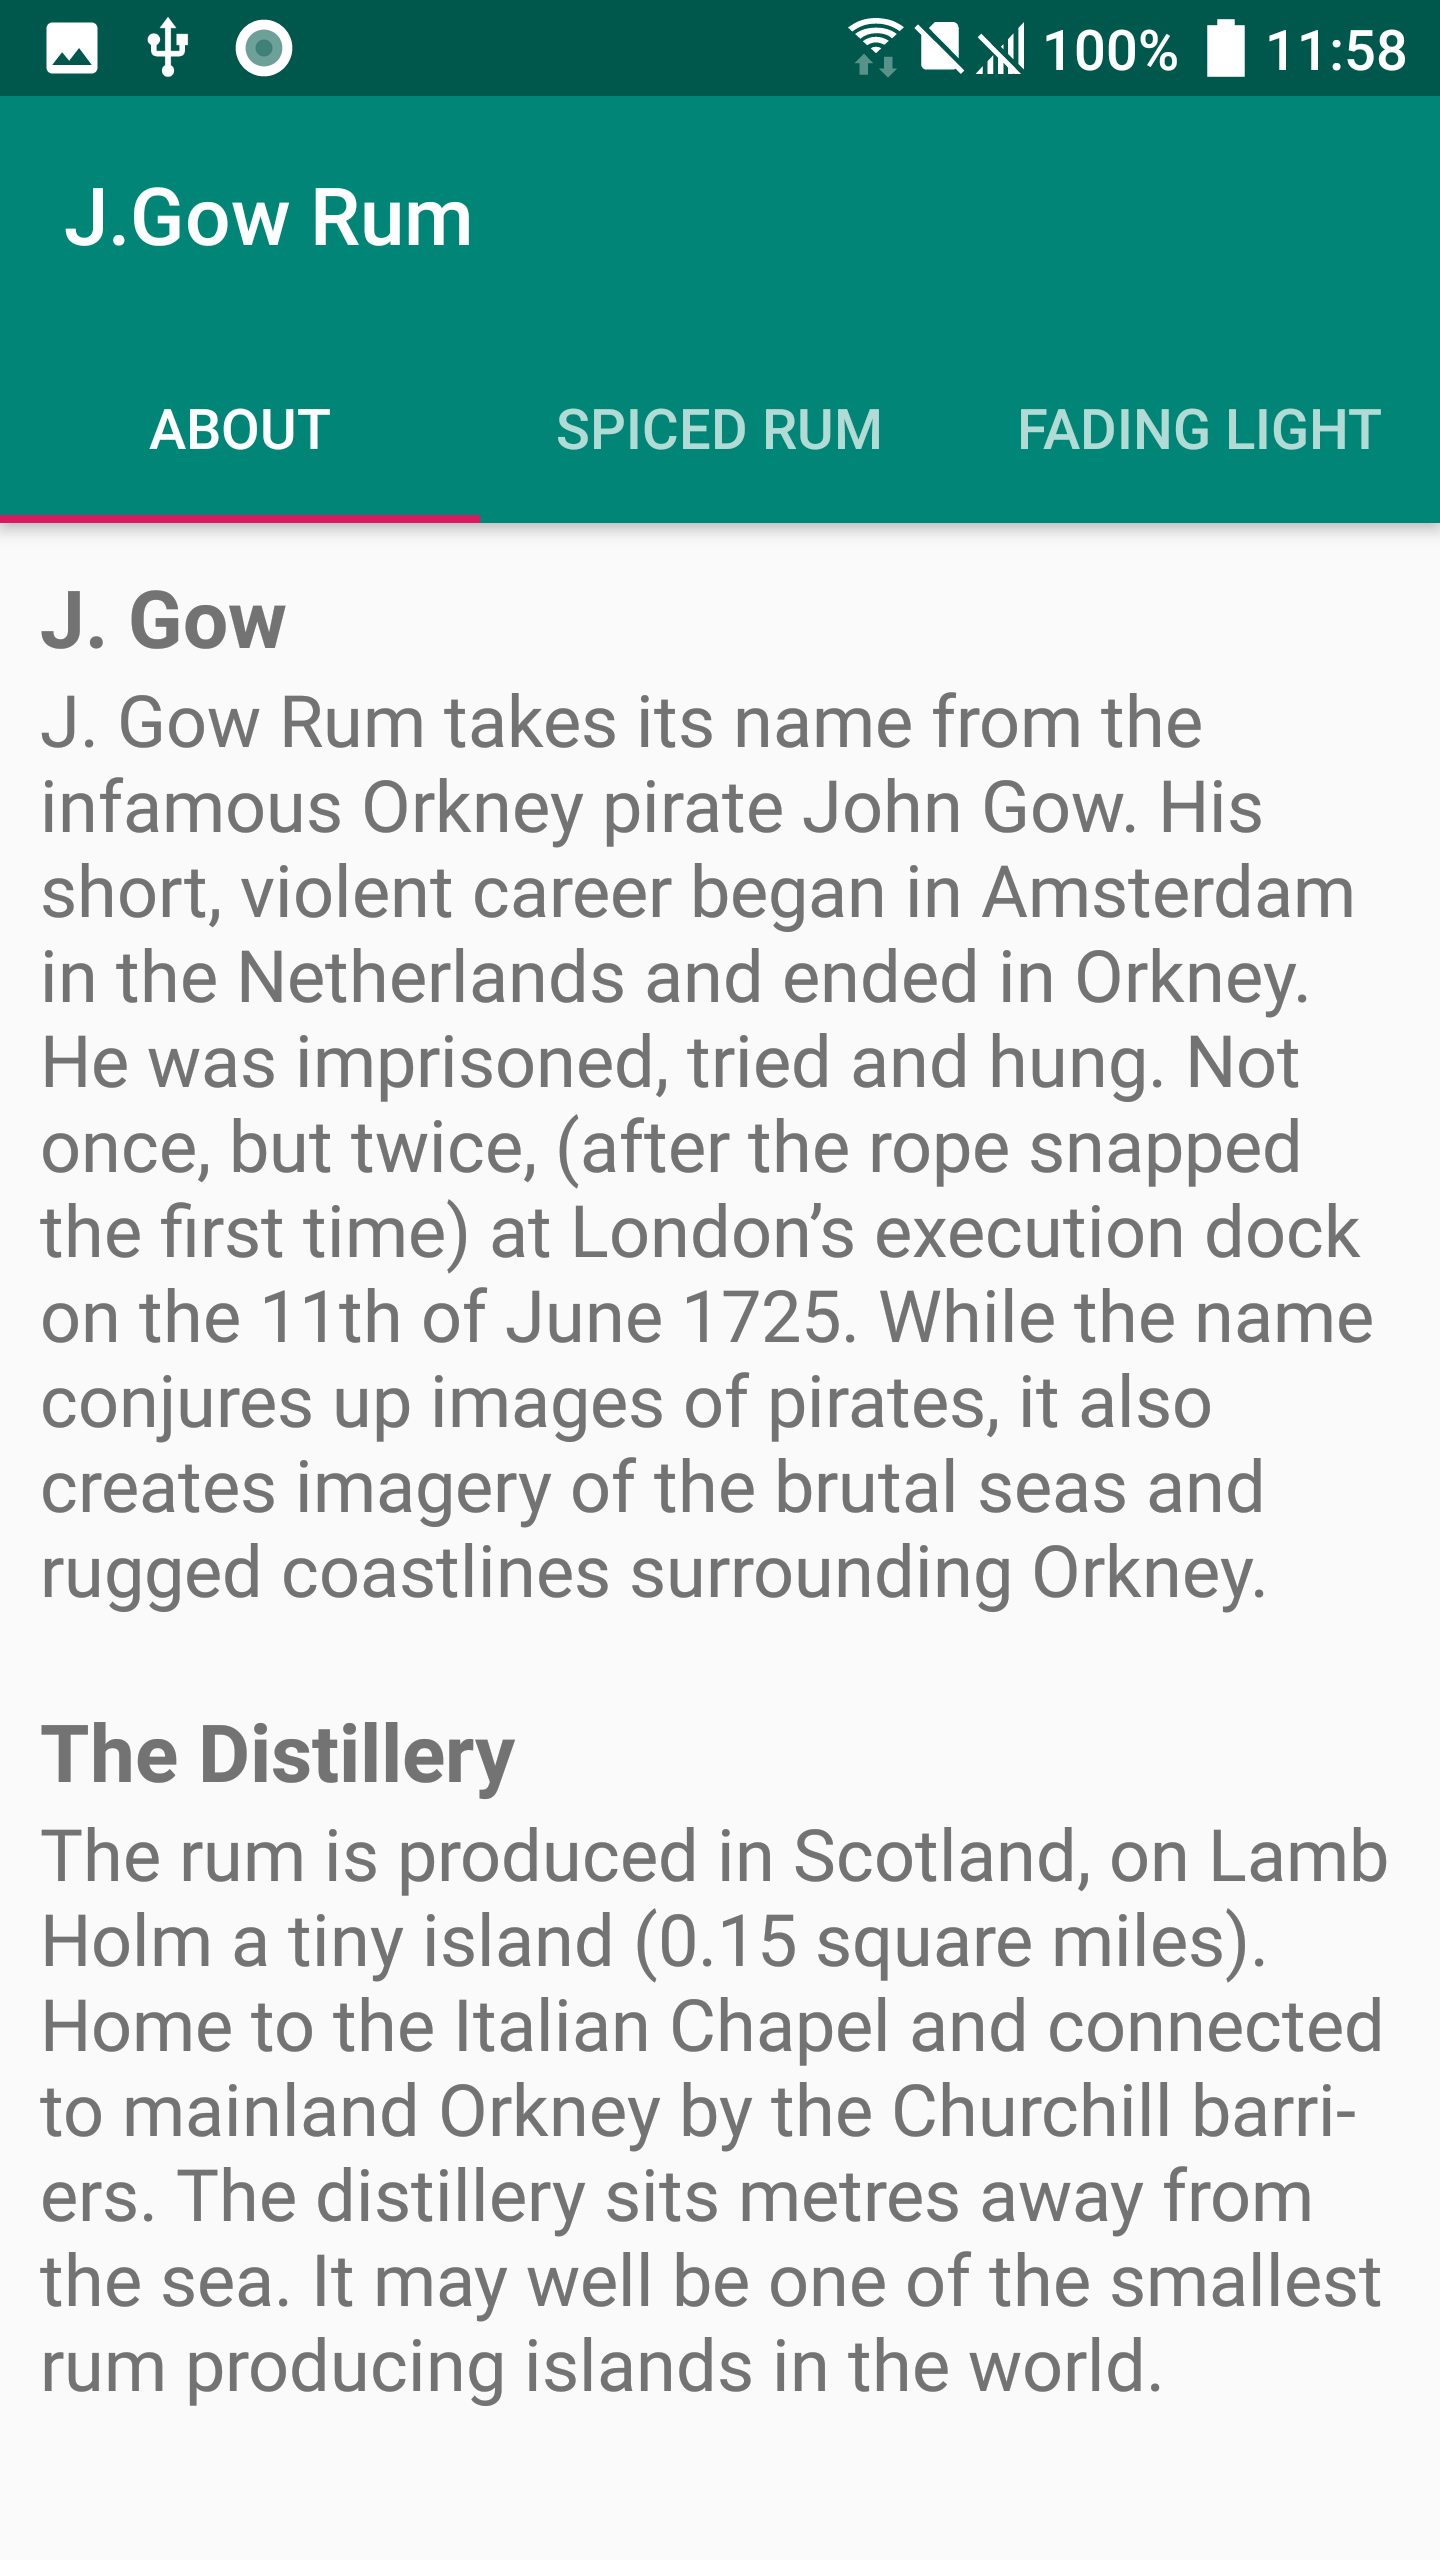 100% 11:58
J.Gow Rum
ABOUT SPICED RUM FADING LIGHT
J. Gow
J. Gow Rum takes its name from the
infamous Orkney pirate John Gow. His
short, violent career began in Amsterdam
in the Netherlands and ended in Orkney.
He was imprisoned, tried and hung. Not
once, but twice, (after the rope snapped
the first time) at London’s execution dock
on the 11th of June 1725. While the name
conjures up images of pirates, it also
creates imagery of the brutal seas and
rugged coastlines surrounding Orkney.
The Distillery
The rum is produced in Scotland, on Lamb
Holm a tiny island (0.15 square miles).
Home to the Italian Chapel and connected
to mainland Orkney by the Churchill barri-
ers. The distillery sits metres away from
the sea. It may well be one of the smallest
rum producing islands in the world.